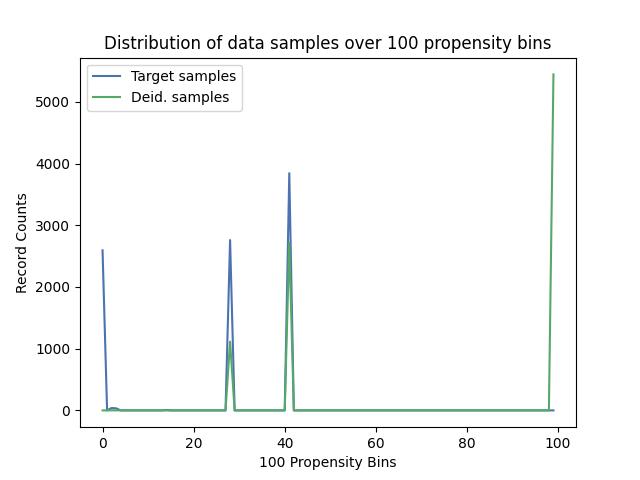 Distribution of data samples over 100 propensity bins
Target samples
Deid. samples
Record Counts
5000
4000
3000
2000
1000
0
0 20 40 60 80 100
100 Propensity Bins